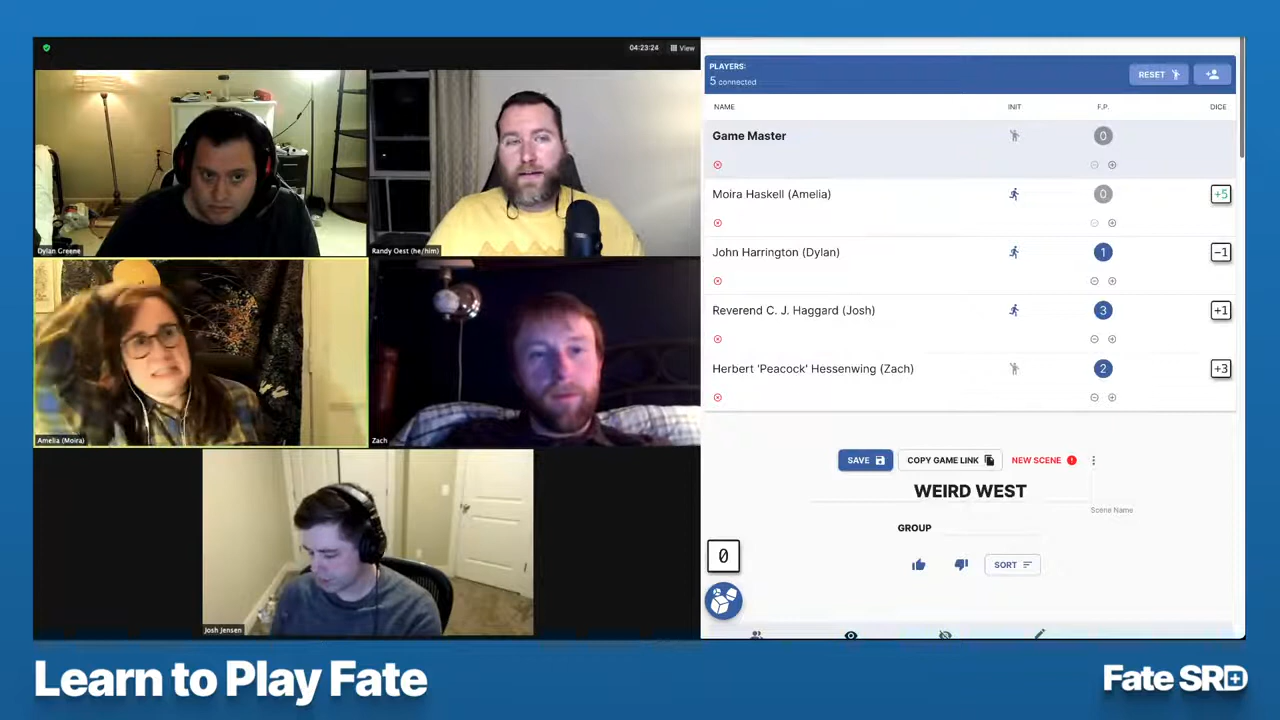 04:23:24 View
Dylan Greene
Randy Oest (he/him)
Amelia (Moira)
Zach
Josh Jensen
PLAYERS:
5 connected
RESET
NAME INIT F.P. DICE
Game Master 0
Moira Haskell (Amelia) 0 +5
John Harrington (Dylan) 1 −1
Reverend C. J. Haggard (Josh) 3 +1
Herbert 'Peacock' Hessenwing (Zach) 2 +3
SAVE COPY GAME LINK NEW SCENE
WEIRD WEST
Scene Name
GROUP
0
SORT
Learn to Play Fate
Fate SRD